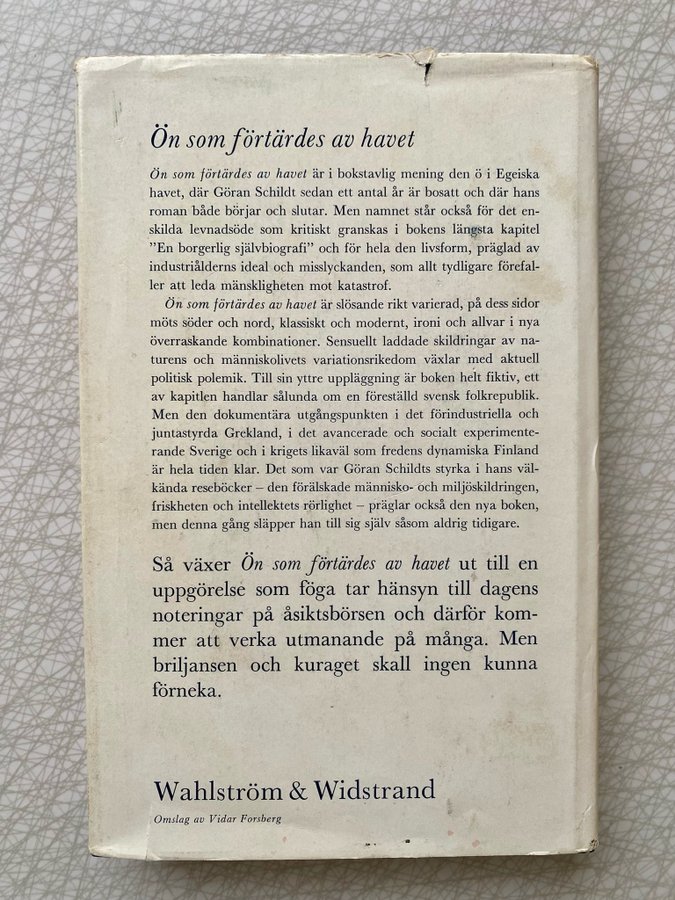 Ön som förtärdes av havet
Ön som förtärdes av havet är i bokstavlig mening den ö i Egeiska
havet, där Göran Schildt sedan ett antal år är bosatt och där hans
roman både börjar och slutar. Men namnet står också för det en-
skilda levnadsöde som kritiskt granskas i bokens längsta kapitel
”En borgerlig självbiografi” och för hela den livsform, präglad av
industriålderns ideal och misslyckanden, som allt tydligare förefal-
ler att leda mänskligheten mot katastrof.
Ön som förtärdes av havet är slösande rikt varierad, på dess sidor
möts söder och nord, klassiskt och modernt, ironi och allvar i nya
överraskande kombinationer. Sensuellt laddade skildringar av na-
turens och människolivets variationsrikedom växlar med aktuell
politisk polemik. Till sin yttre uppläggning är boken helt fiktiv, ett
av kapitlen handlar sålunda om en föreställd svensk folkrepublik.
Men den dokumentära utgångspunkten i det förindustriella och
juntastyrda Grekland, i det avancerade och socialt experimente-
rande Sverige och i krigets likaväl som fredens dynamiska Finland
är hela tiden klar. Det som var Göran Schildts styrka i hans väl-
kända reseböcker – den förälskade människo- och miljöskildringen,
friskheten och intellektets rörlighet – präglar också den nya boken,
men denna gång släpper han till sig själv såsom aldrig tidigare.
Så växer Ön som förtärdes av havet ut till en
uppgörelse som föga tar hänsyn till dagens
noteringar på åsiktsbörsen och därför kom-
mer att verka utmanande på många. Men
briljansen och kuraget skall ingen kunna
förneka.
Wahlström & Widstrand
Omslag av Vidar Forsberg